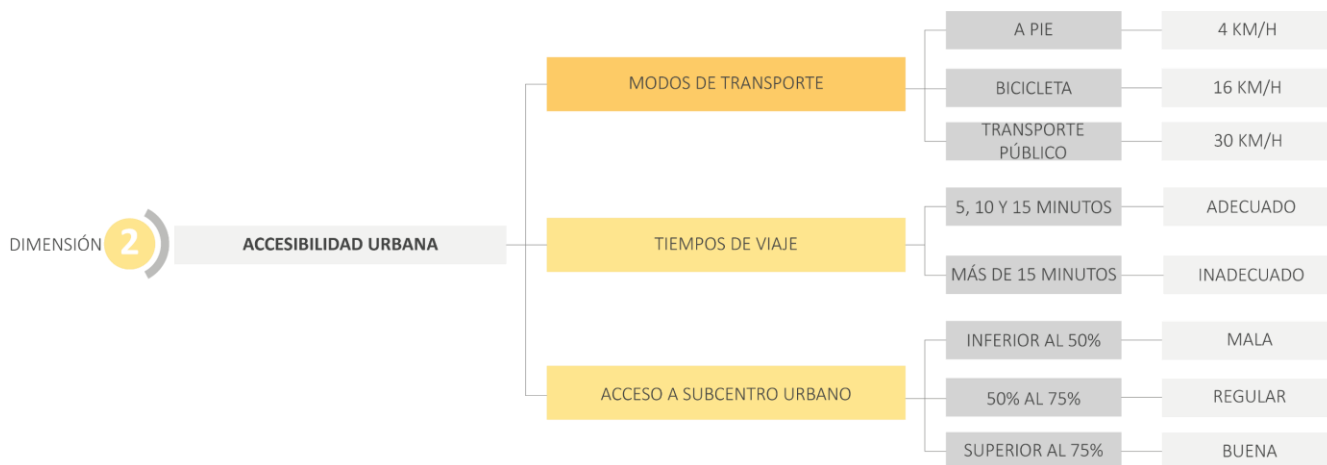 DIMENSIÓN 2
ACCESIBILIDAD URBANA
MODOS DE TRANSPORTE
A PIE
4 KM/H
BICICLETA
16 KM/H
TRANSPORTE
PÚBLICO
30 KM/H
TIEMPOS DE VIAJE
5, 10 Y 15 MINUTOS
ADECUADO
MÁS DE 15 MINUTOS
INADECUADO
ACCESO A SUBCENTRO URBANO
INFERIOR AL 50%
MALA
50% AL 75%
REGULAR
SUPERIOR AL 75%
BUENA